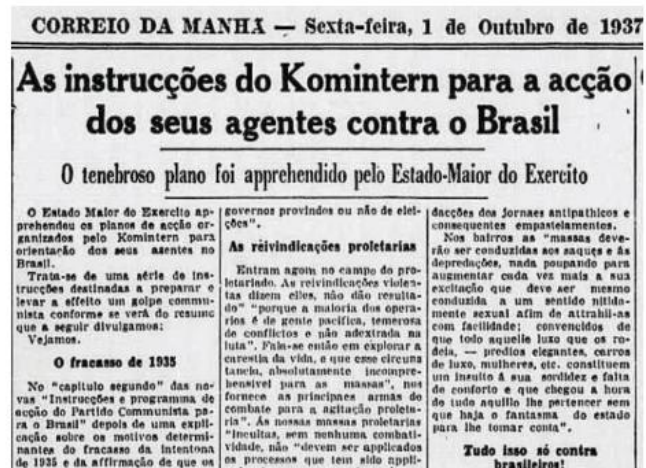 CORREIO DA MANHÃ — Sexta-feira, 1 de Outubro de 1937
As instrucções do Komintern para a acção
dos seus agentes contra o Brasil
O tenebroso plano foi apprehendido pelo Estado-Maior do Exercito
O Estado Maior do Exercito ap-
prehendeu os planos de acção or-
ganizados pelo Komintern para
orientação dos seus agentes no
Brasil.
Trata-se de uma série de ins-
trucções destinadas a preparar e
levar a effeito um golpe commu-
nista conforme se verá do resumo
que a seguir divulgamos:
Vejamos.
O fracasso de 1935
No "capitulo segundo" das no-
vas "Instrucções e programma de
acção do Partido Communista pa-
ra o Brasil" depois de uma expli-
cação sobre os motivos determi-
nantes do fracasso da intentona
de 1935 e da affirmação de que os
governos provindos ou não de elei-
ções".
As reivindicações proletarias
Entram agora no campo do pro-
letariado. As reivindicações violen-
tas dizem elles, não dão resulta-
do" "porque a maioria dos opera-
rios é de gente pacifica, temerosa
de conflictos e não adextrada na
luta". Fala-se então em explorar a
carestia da vida, e que esse circuns
tancia, absolutamente incompre-
hensivel para as massas", nos
fornece as principaes armas de
combate para a agitação proleta-
ria". As nossas massas proletarias
"incultas, sem nenhuma combati-
vidade, não "devem ser applicados
os processos que tem sido appli-
dacções dos jornaes antipathicos e
consequentes empastelamentos.
Nos bairros as "massas deve-
rão ser conduzidas aos saques e ás
depredações, nada poupando para
augmentar cada vez mais a sua
excitação que deve ser mesmo
conduzida a um sentido nitida-
mente sexual afim de attrahil-as
com facilidade; convencidos de
que todo aquelle luxo que os ro-
deia, — predios elegantes, carros
de luxo, mulheres, etc. constituem
um insulto á sua sordidez e falta
de conforto e que chegou a hora
de tudo aquillo lhe pertencer sem
que haja o fantasma do estado
para lhe tomar conta".
Tudo isso só contra
brasileiros!